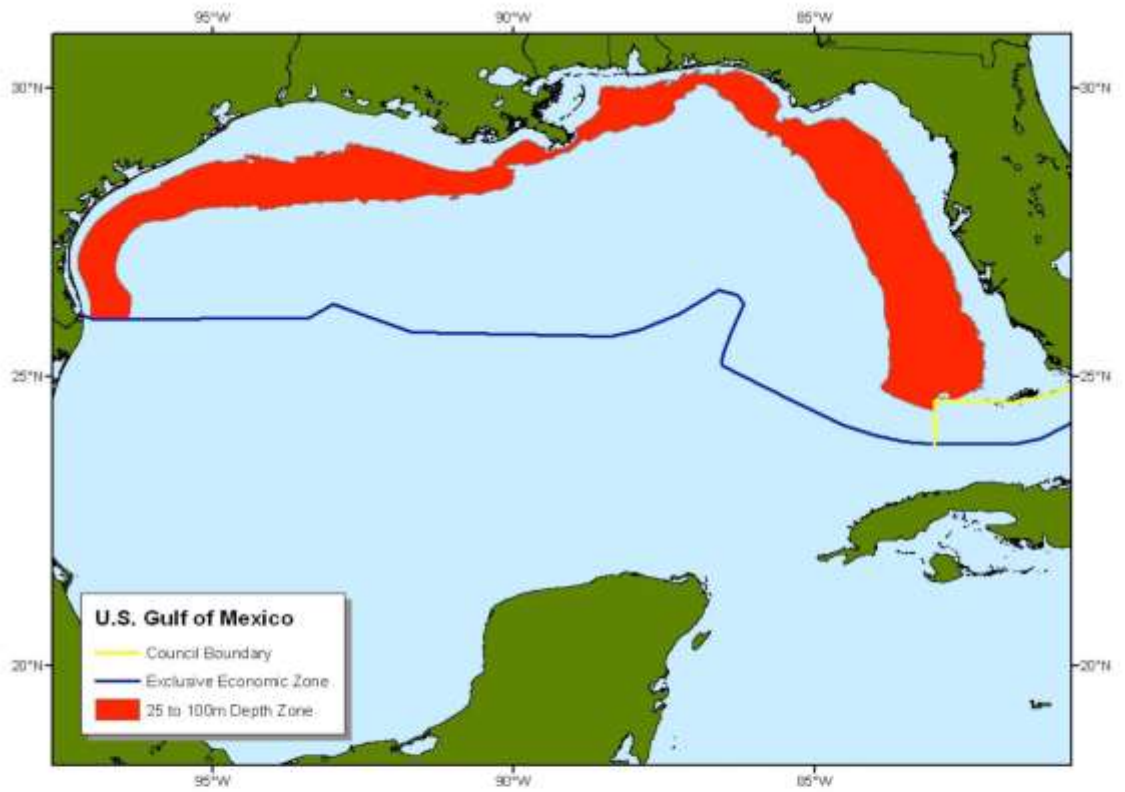 95°W 90°W 85°W
30°N 30°N
25°N 25°N
U.S. Gulf of Mexico
Council Boundary
Exclusive Economic Zone
25 to 100m Depth Zone
20°N 20°N
95°W 90°W 85°W